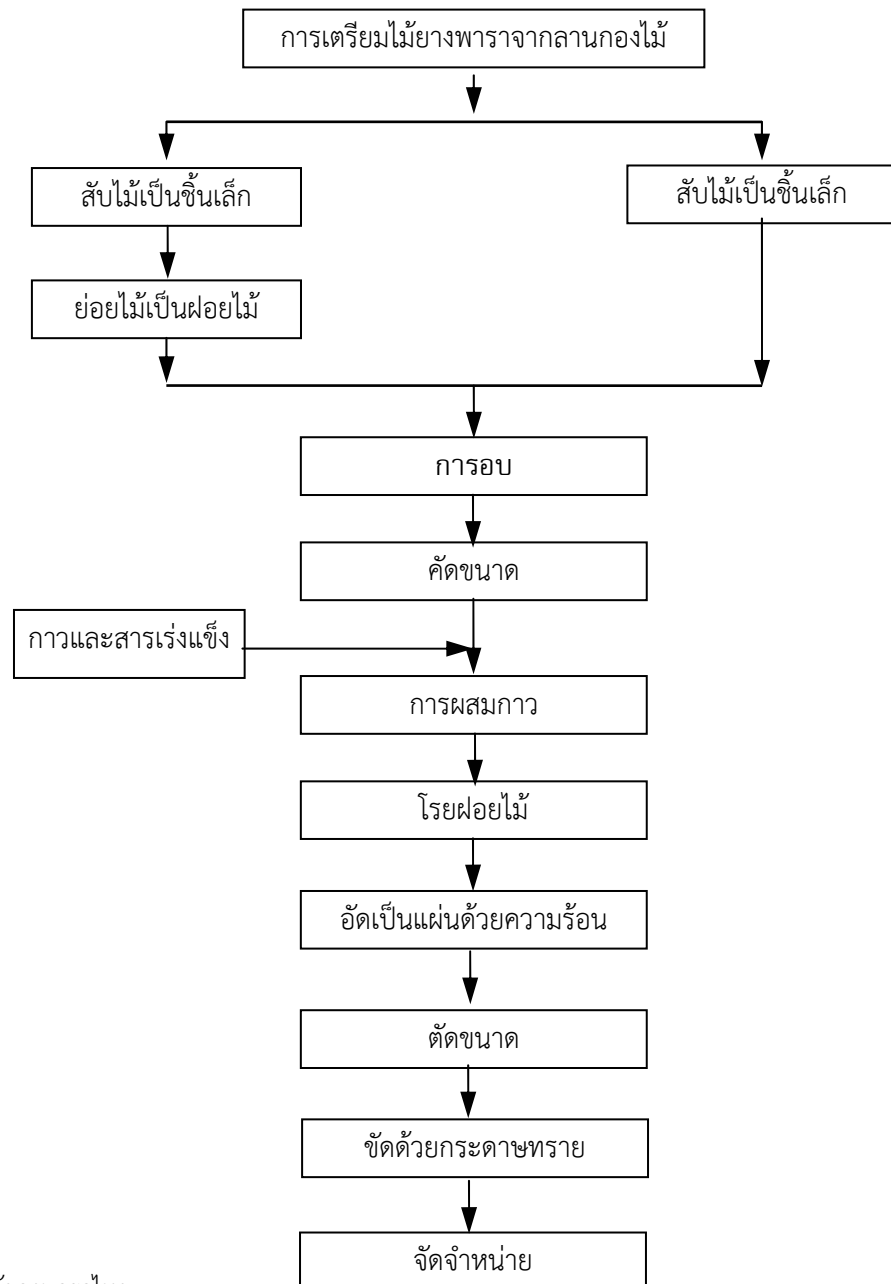 การเตรียมไม้ยางพาราจากลานกองไม้
สับไม้เป็นชิ้นเล็ก
สับไม้เป็นชิ้นเล็ก
ย่อยไม้เป็นฝอยไม้
การอบ
คัดขนาด
กาวและสารเร่งแข็ง
การผสมกาว
โรยฝอยไม้
อัดเป็นแผ่นด้วยความร้อน
ตัดขนาด
ขัดด้วยกระดาษทราย
จัดจำหน่าย